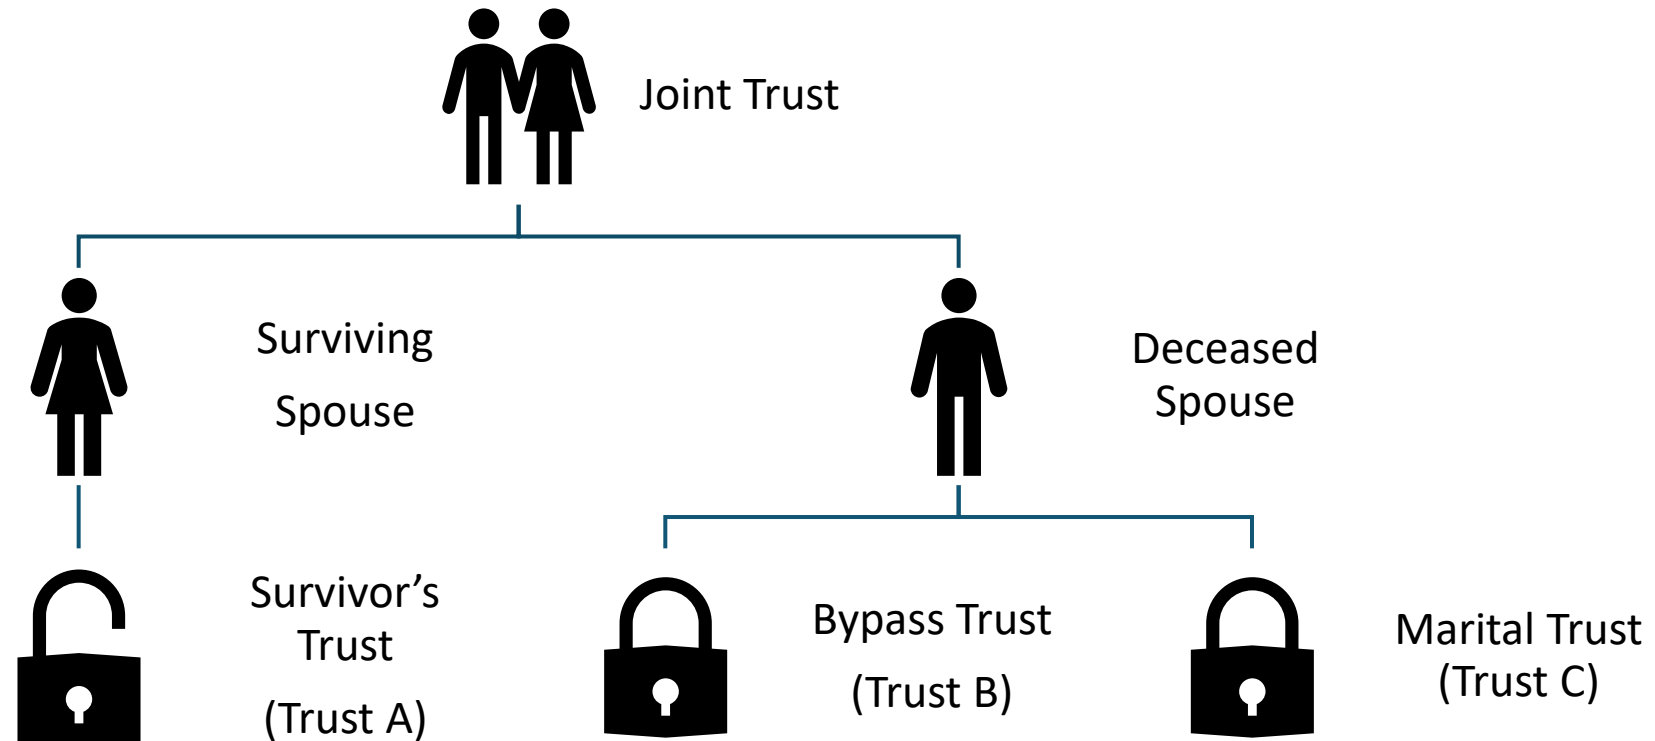 Joint Trust
Surviving
Spouse
Deceased
Spouse
Survivor’s
Trust
(Trust A)
Bypass Trust
(Trust B)
Marital Trust
(Trust C)